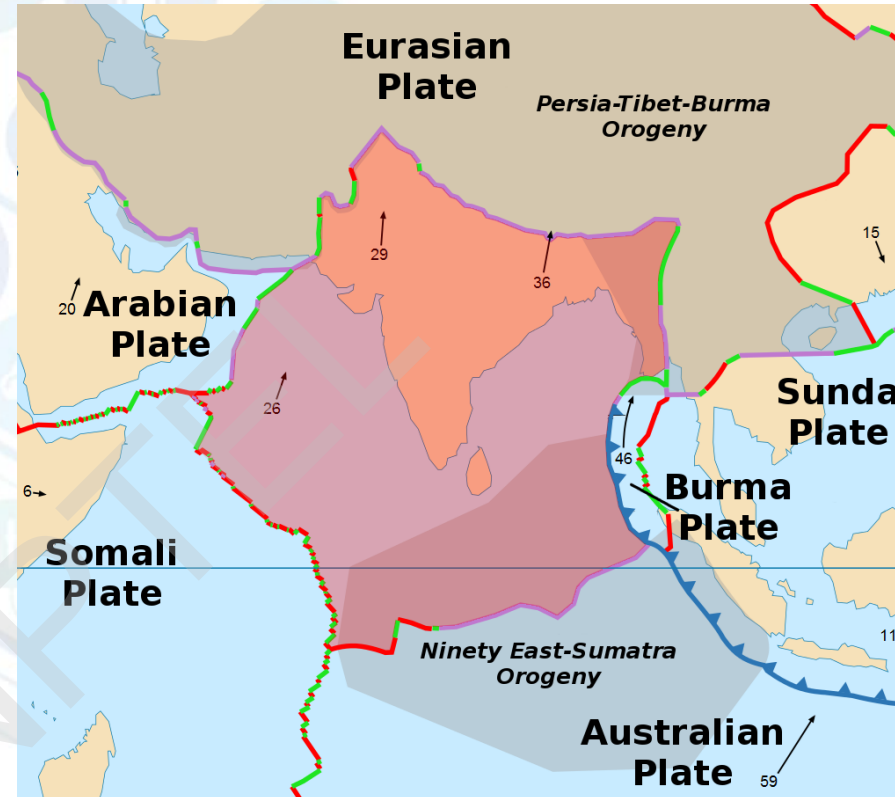 Eurasian
Plate
Persia-Tibet-Burma
Orogeny
15
29
36
20
Arabian
Plate
26
Sunda
Plate
46
6
Burma
Plate
Somali
Plate
11
Ninety East-Sumatra
Orogeny
Australian
Plate
59
NPTEL